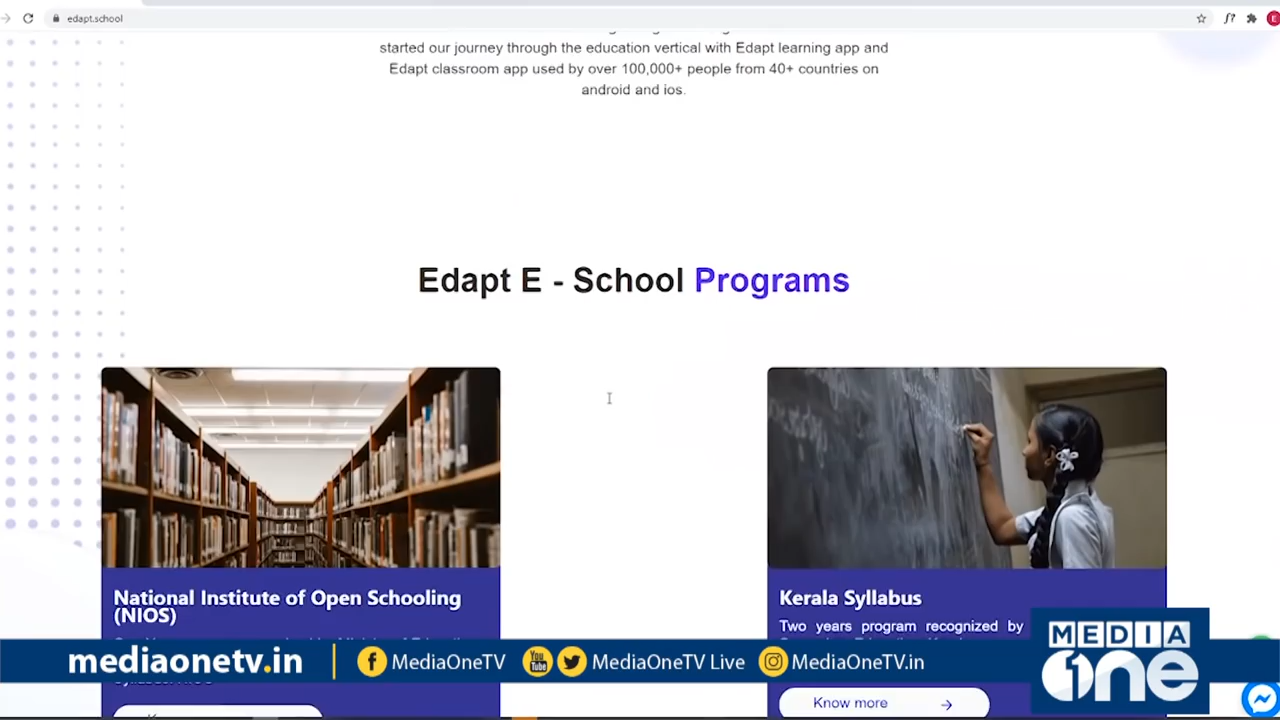 edapt.school
started our journey through the education vertical with Edapt learning app and
Edapt classroom app used by over 100,000+ people from 40+ countries on
android and ios.
Edapt E - School Programs
National Institute of Open Schooling
(NIOS)
Kerala Syllabus
Two years program recognized by
Know more
mediaonetv.in
MediaOneTV
You Tube
MediaOneTV Live
MediaOneTV.in
MEDIA
one